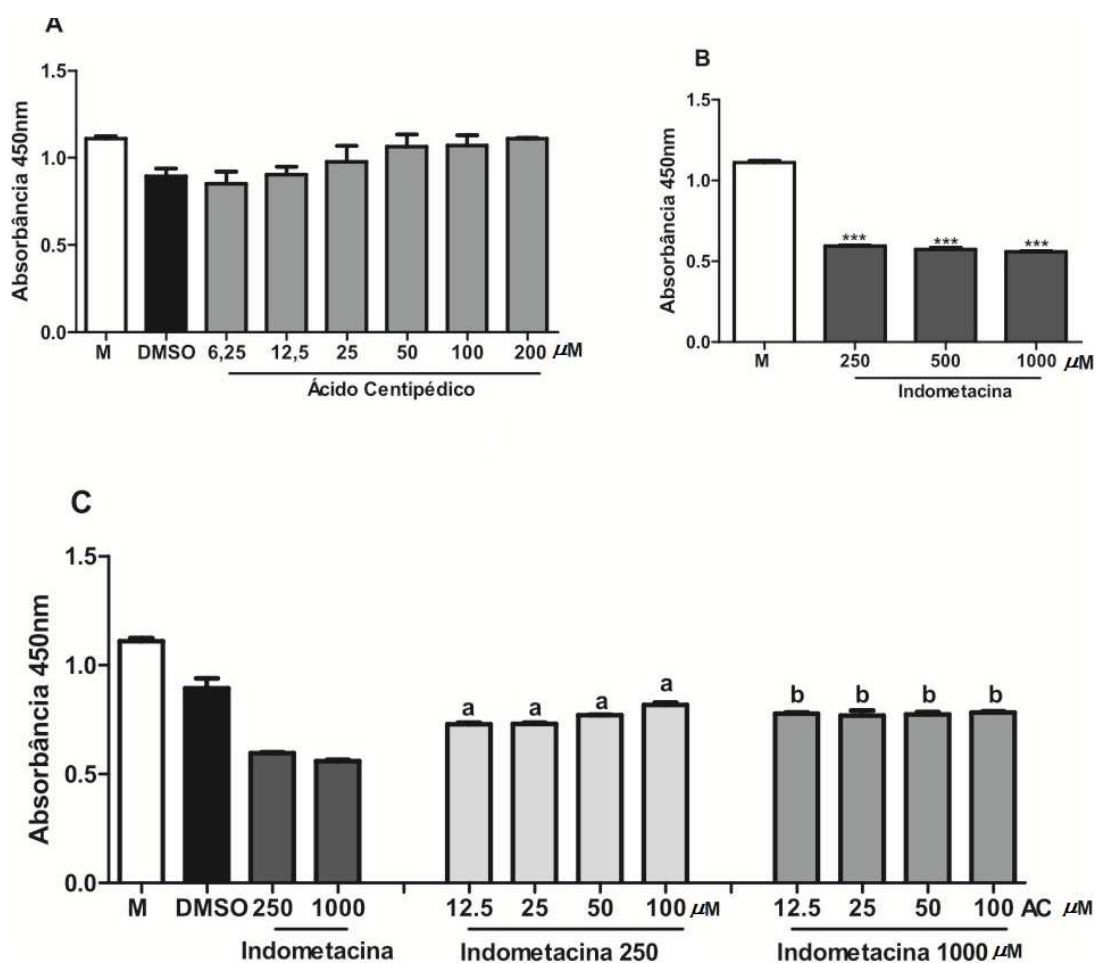 A
Absorbância 450nm
1.5
1.0
0.5
0.0
M DMSO 6,25 12,5 25 50 100 200 μM
Ácido Centipédico
B
Absorbância 450nm
1.5
1.0
0.5
0.0
*** *** ***
M 250 500 1000 μM
Indometacina
C
Absorbância 450nm
1.5
1.0
0.5
0.0
a a a a b b b b
M DMSO 250 1000 12.5 25 50 100 μM 12.5 25 50 100 AC μM
Indometacina Indometacina 250 Indometacina 1000 μM